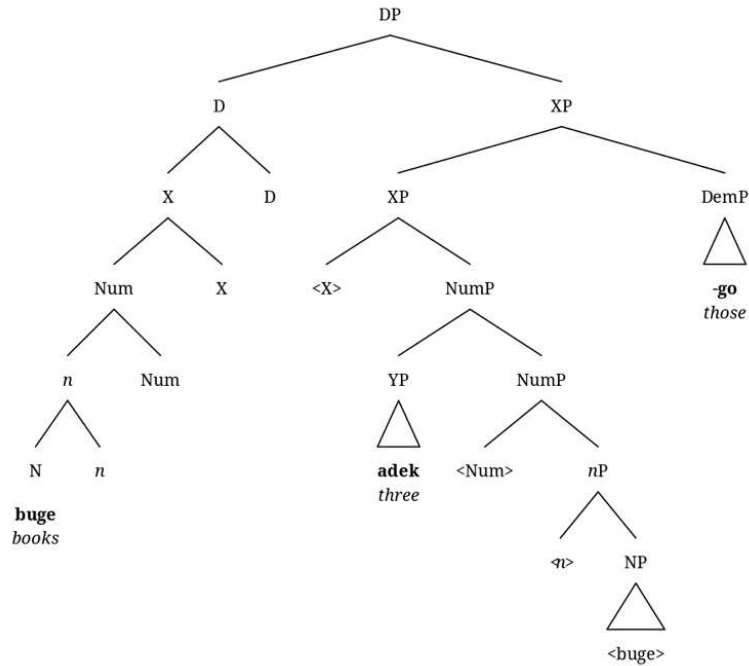 DP
D XP
X D XP DemP
Num X <X> NumP -go
those
n Num YP NumP
N n adek <Num> nP
three
buge
books
<n> NP
<buge>